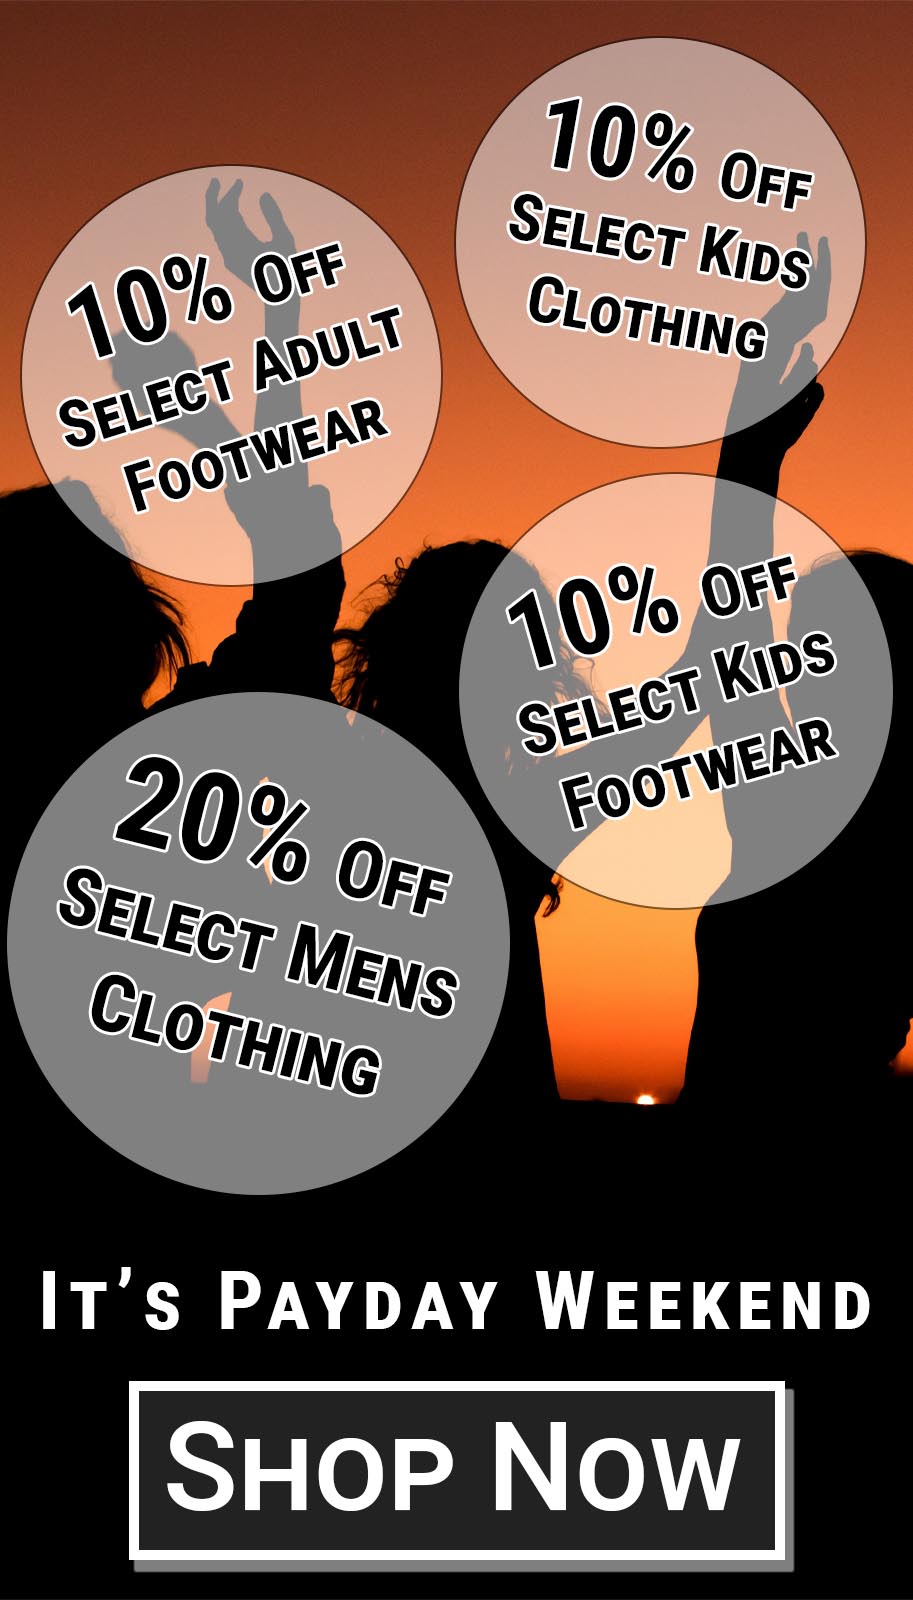 10% Off
Select Kids
Clothing
10% Off
Select Adult
Footwear
10% Off
Select Kids
Footwear
20% Off
Select Mens
Clothing
It's Payday Weekend
Shop Now